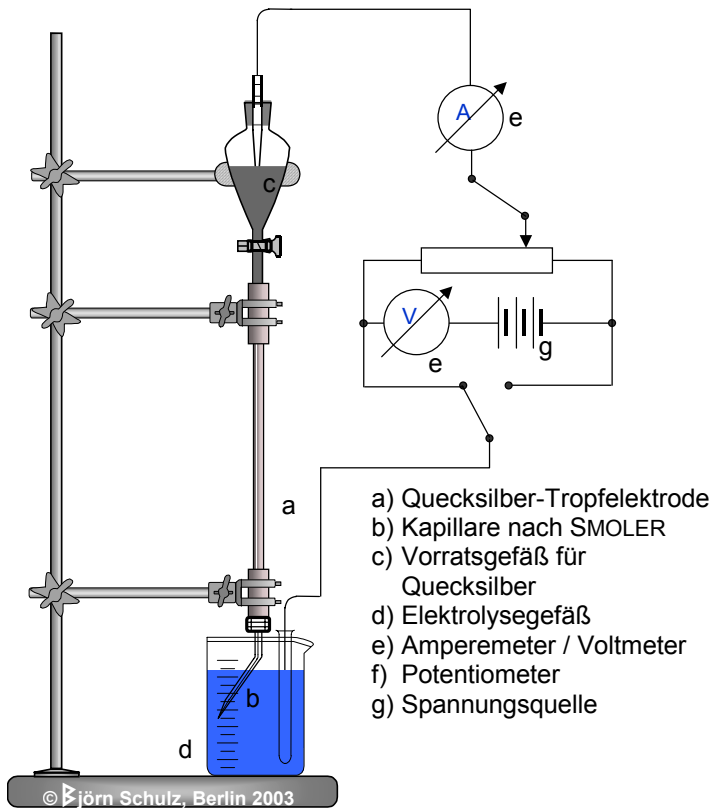 A
e
c
V
e
g
a
a) Quecksilber-Tropfelektrode
b) Kapillare nach SMOLER
c) Vorratsgefäß für
Quecksilber
d) Elektrolysegefäß
e) Amperemeter / Voltmeter
f) Potentiometer
g) Spannungsquelle
b
d
© Björn Schulz, Berlin 2003